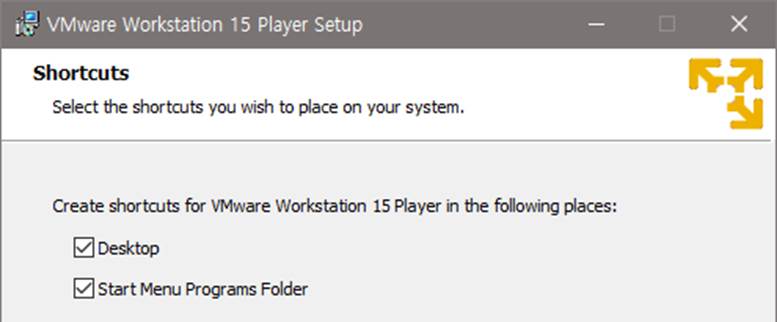 VMware Workstation 15 Player Setup
Shortcuts
Select the shortcuts you wish to place on your system.
Create shortcuts for VMware Workstation 15 Player in the following places:
Desktop
Start Menu Programs Folder